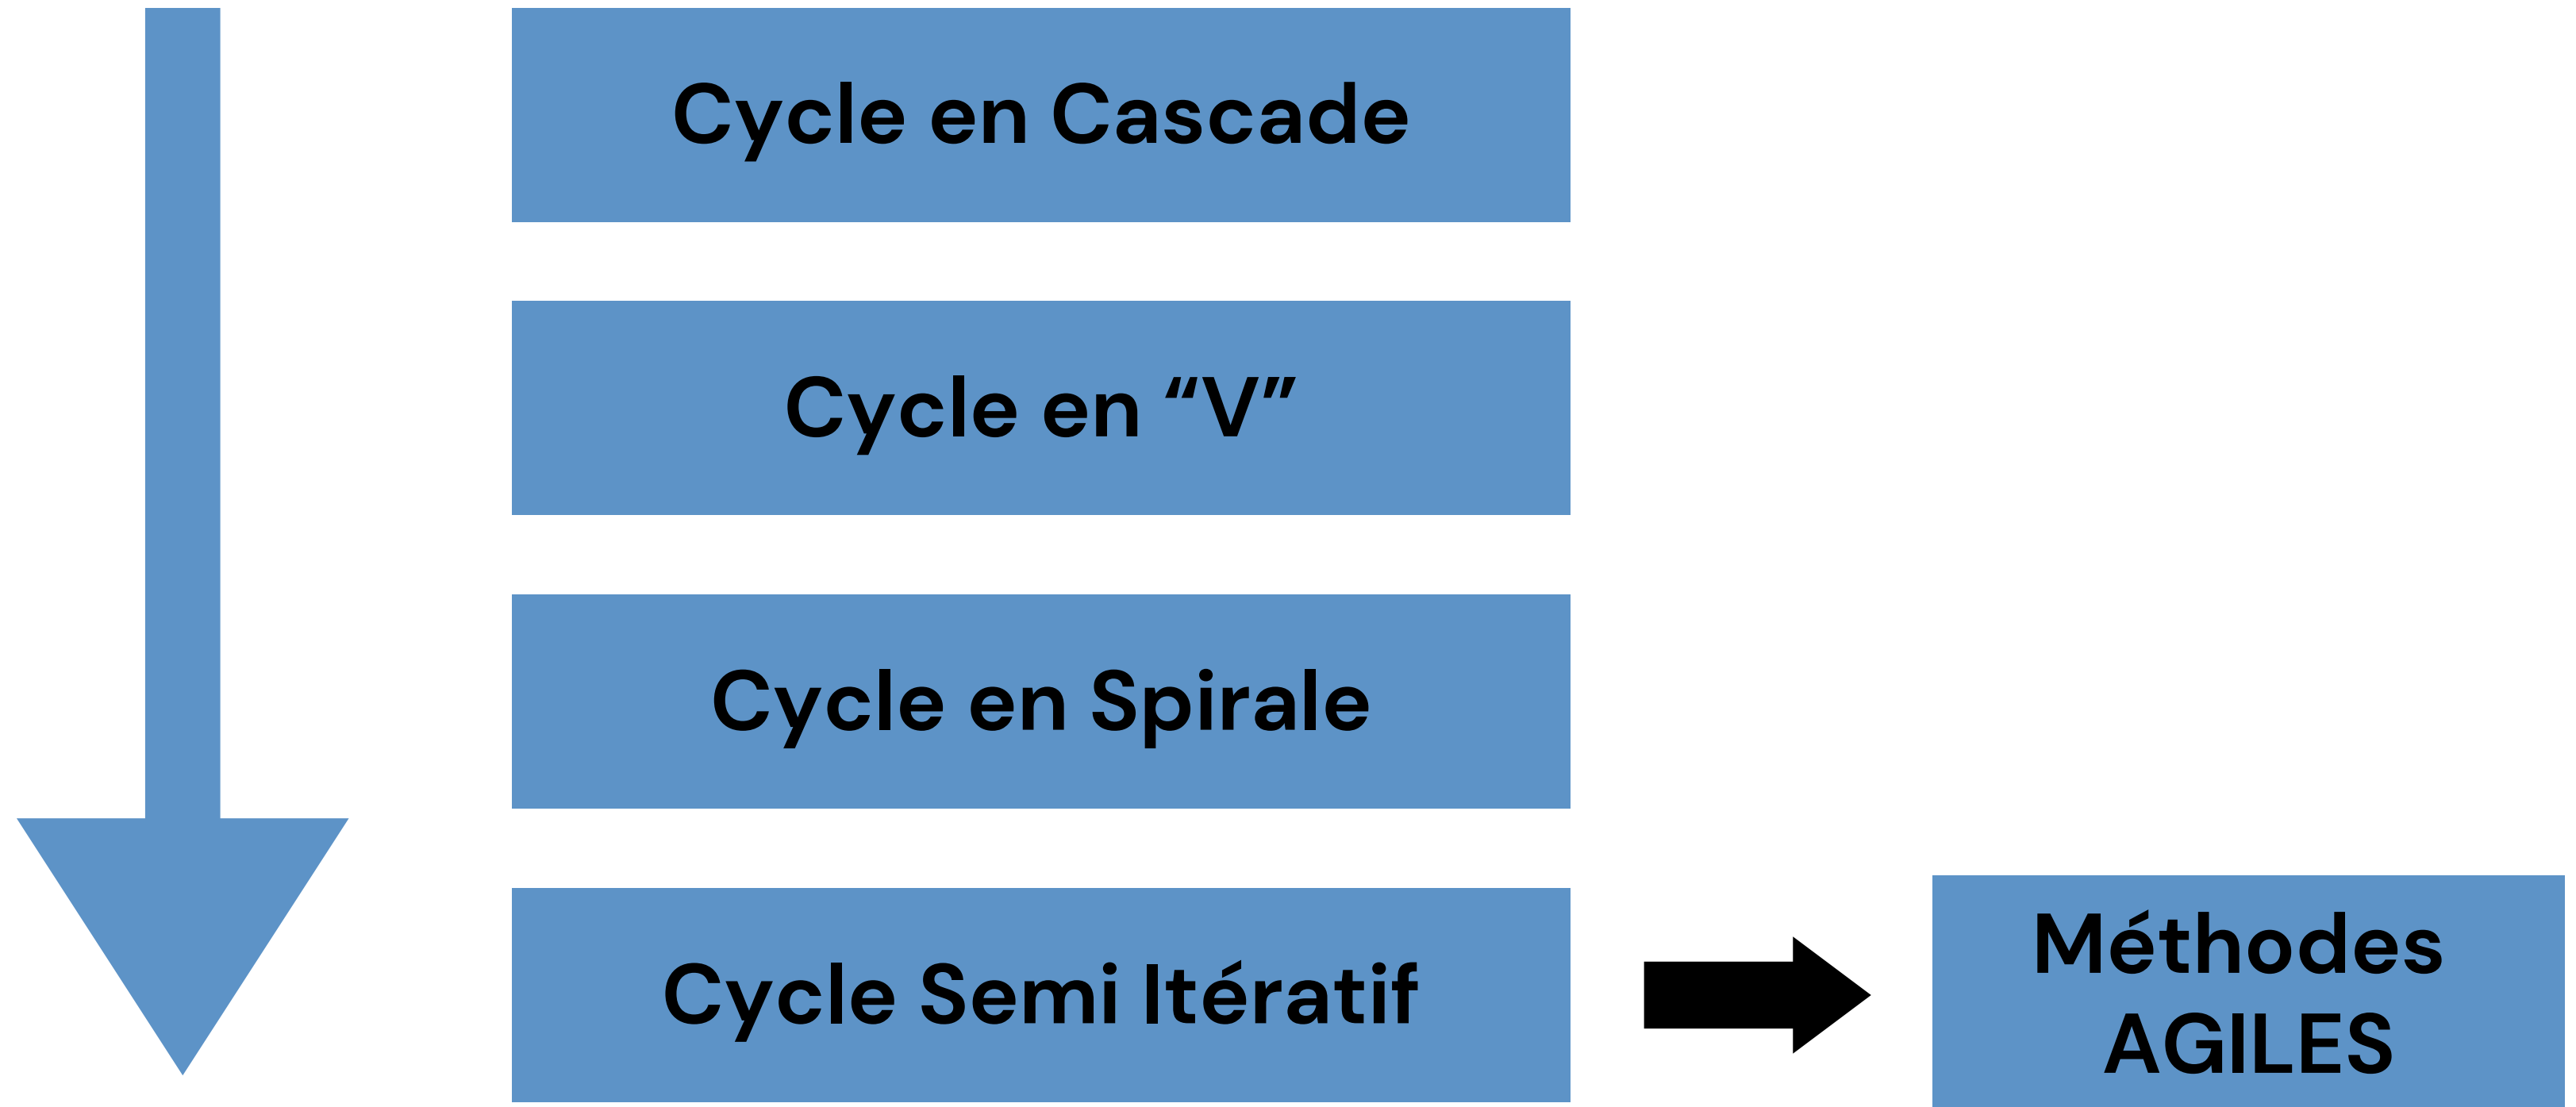 Cycle en Cascade
Cycle en “V”
Cycle en Spirale
Cycle Semi Itératif
Méthodes
AGILES